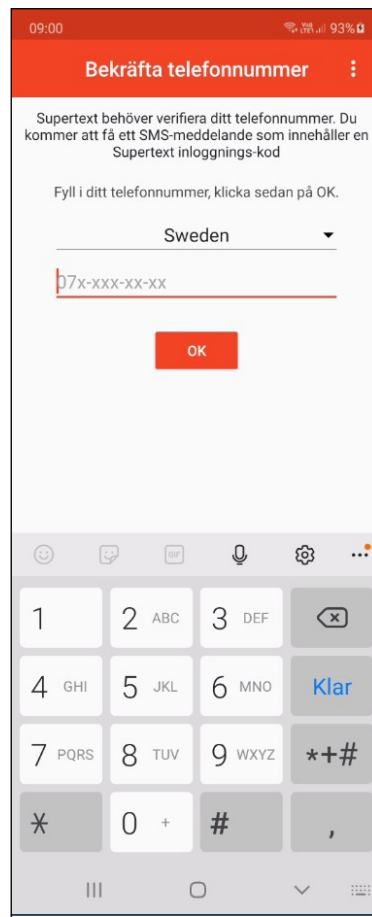 09:00 93%
Bekräfta telefonnummer
Supertext behöver verifiera ditt telefonnummer. Du
kommer att få ett SMS-meddelande som innehåller en
Supertext inloggnings-kod
Fyll i ditt telefonnummer, klicka sedan på OK.
Sweden
07x-xxx-xx-xx
OK
GIF
1 2 ABC 3 DEF
4 GHI 5 JKL 6 MNO Klar
7 PQRS 8 TUV 9 WXYZ *+#
* 0 + # ,